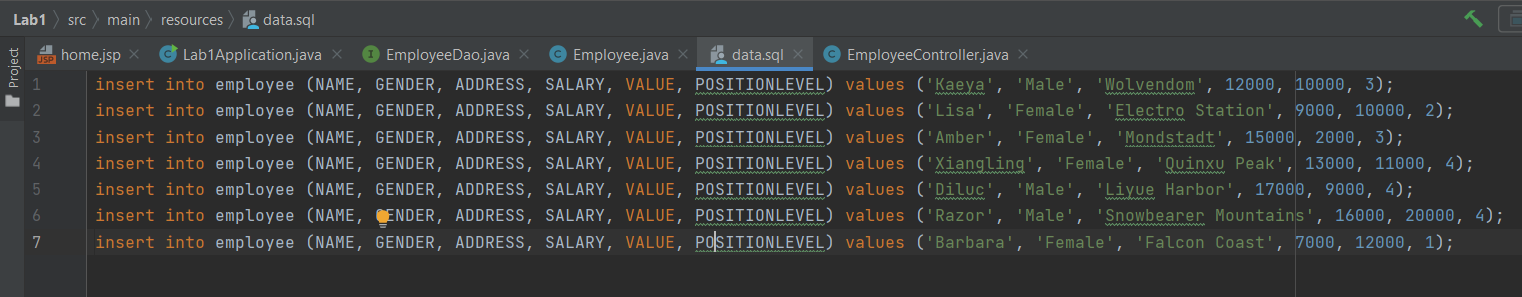 Lab1 src main resources data.sql
Project
home.jsp Lab1Application.java EmployeeDao.java Employee.java data.sql EmployeeController.java
1 insert into employee (NAME, GENDER, ADDRESS, SALARY, VALUE, POSITIONLEVEL) values ('Kaeya', 'Male', 'Wolvendom', 12000, 10000, 3);
2 insert into employee (NAME, GENDER, ADDRESS, SALARY, VALUE, POSITIONLEVEL) values ('Lisa', 'Female', 'Electro Station', 9000, 10000, 2);
3 insert into employee (NAME, GENDER, ADDRESS, SALARY, VALUE, POSITIONLEVEL) values ('Amber', 'Female', 'Mondstadt', 15000, 2000, 3);
4 insert into employee (NAME, GENDER, ADDRESS, SALARY, VALUE, POSITIONLEVEL) values ('Xiangling', 'Female', 'Quinxu Peak', 13000, 11000, 4);
5 insert into employee (NAME, GENDER, ADDRESS, SALARY, VALUE, POSITIONLEVEL) values ('Diluc', 'Male', 'Liyue Harbor', 17000, 9000, 4);
6 insert into employee (NAME, GENDER, ADDRESS, SALARY, VALUE, POSITIONLEVEL) values ('Razor', 'Male', 'Snowbearer Mountains', 16000, 20000, 4);
7 insert into employee (NAME, GENDER, ADDRESS, SALARY, VALUE, POSITIONLEVEL) values ('Barbara', 'Female', 'Falcon Coast', 7000, 12000, 1);